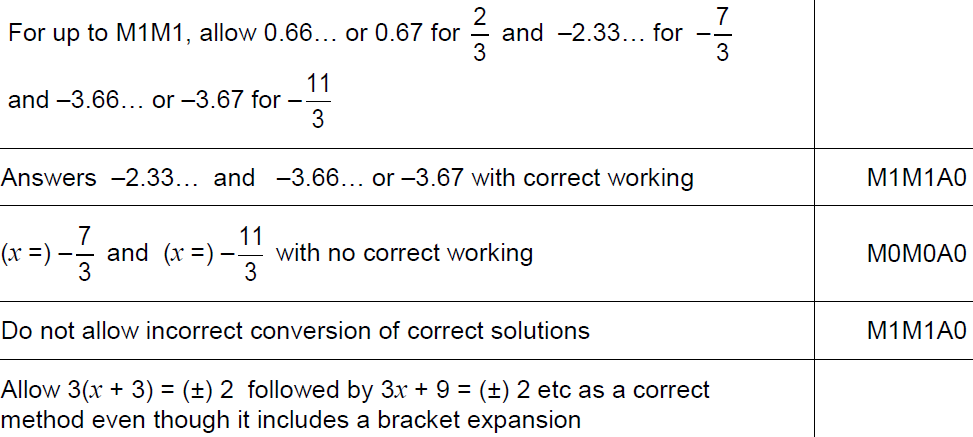 For up to M1M1, allow 0.66… or 0.67 for 2/3 and –2.33… for –7/3
and –3.66… or –3.67 for –11/3
Answers –2.33… and –3.66… or –3.67 with correct working M1M1A0
(x =) –7/3 and (x =) –11/3 with no correct working M0M0A0
Do not allow incorrect conversion of correct solutions M1M1A0
Allow 3(x + 3) = (±) 2 followed by 3x + 9 = (±) 2 etc as a correct
method even though it includes a bracket expansion